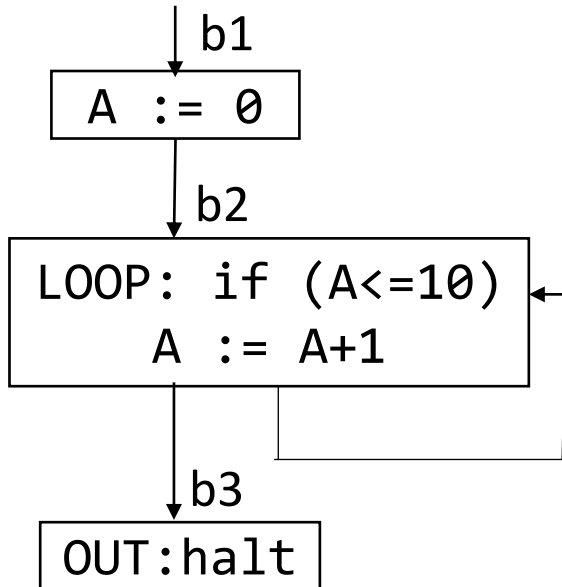 b1
A := 0
b2
LOOP: if (A<=10)
A := A+1
b3
OUT:halt